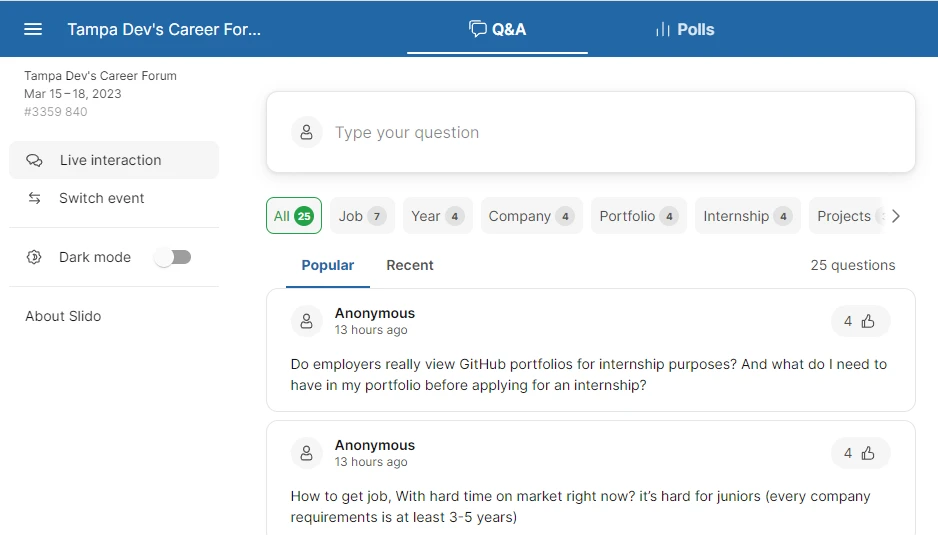 Tampa Dev's Career For...
Q&A
Polls
Tampa Dev's Career Forum
Mar 15 – 18, 2023
#3359 840
Live interaction
Switch event
Dark mode
About Slido
Type your question
All 25 Job 7 Year 4 Company 4 Portfolio 4 Internship 4 Projects
Popular Recent 25 questions
Anonymous
13 hours ago
4
Do employers really view GitHub portfolios for internship purposes? And what do I need to
have in my portfolio before applying for an internship?
Anonymous
13 hours ago
4
How to get job, With hard time on market right now? it’s hard for juniors (every company
requirements is at least 3-5 years)